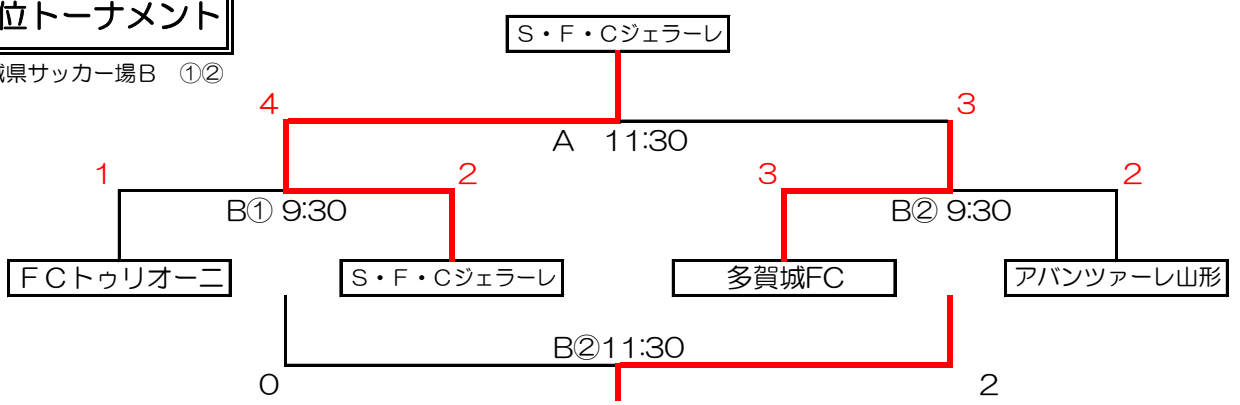 位トーナメント
S・F・Cジェラーレ
県サッカー場B ①②
4
3
A 11:30
1
2
3
2
B① 9:30
B② 9:30
FCトゥリオーニ
S・F・Cジェラーレ
多賀城FC
アバンツァーレ山形
B②11:30
0
2